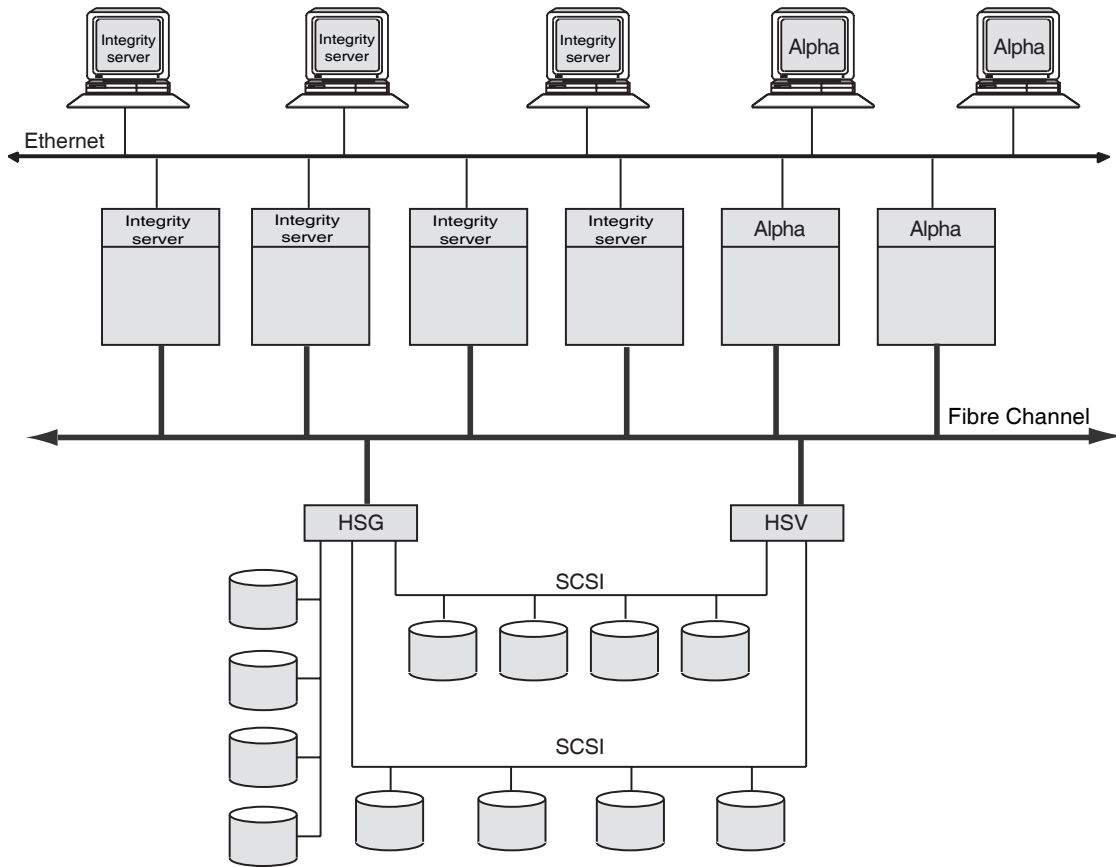 Integrity
server
Integrity
server
Integrity
server
Alpha
Alpha
Ethernet
Integrity
server
Integrity
server
Integrity
server
Integrity
server
Alpha
Alpha
Fibre Channel
HSG
HSV
SCSI
SCSI